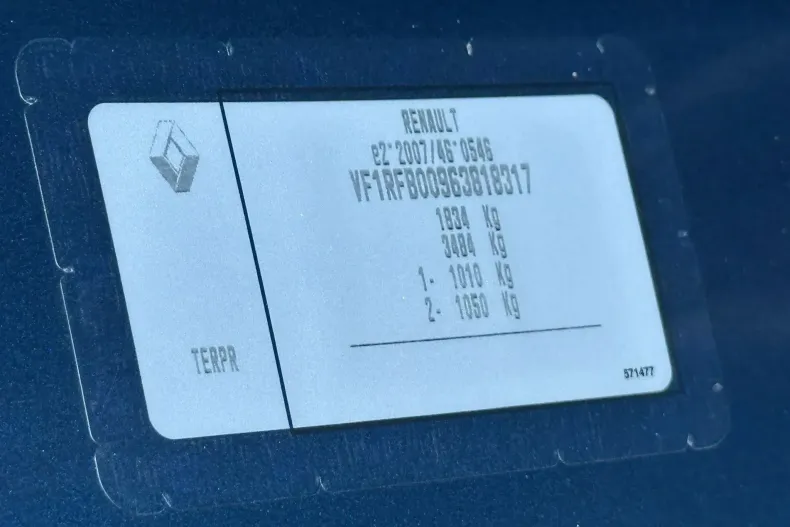 RENAULT
e2*2007/46*0546
VF1RFB00963818317
1834 Kg
3484 Kg
1- 1010 Kg
2- 1050 Kg
TERPR
571477